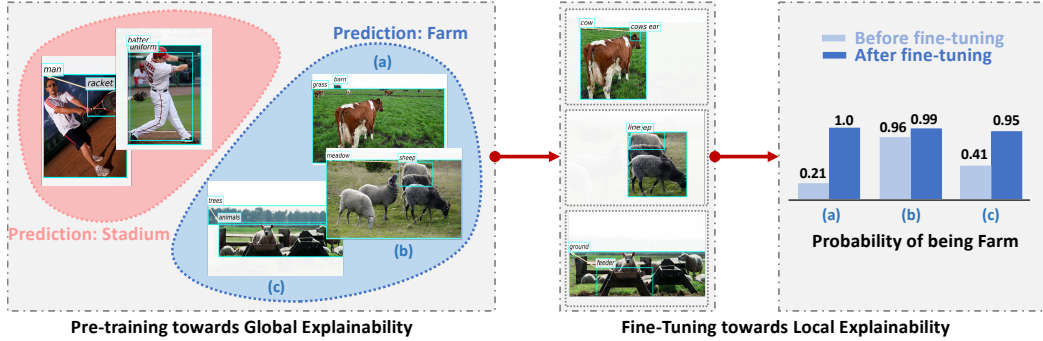 batter
uniform
man
racket
Prediction: Stadium
Prediction: Farm
(a)
barn
grass
meadow
sheep
trees
animals
(b)
(c)
Pre-training towards Global Explainability
cow
cows ear
ground
feeder
Fine-Tuning towards Local Explainability
Before fine-tuning
After fine-tuning
0.21
1.0
0.96
0.99
0.41
0.95
(a)
(b)
(c)
Probability of being Farm